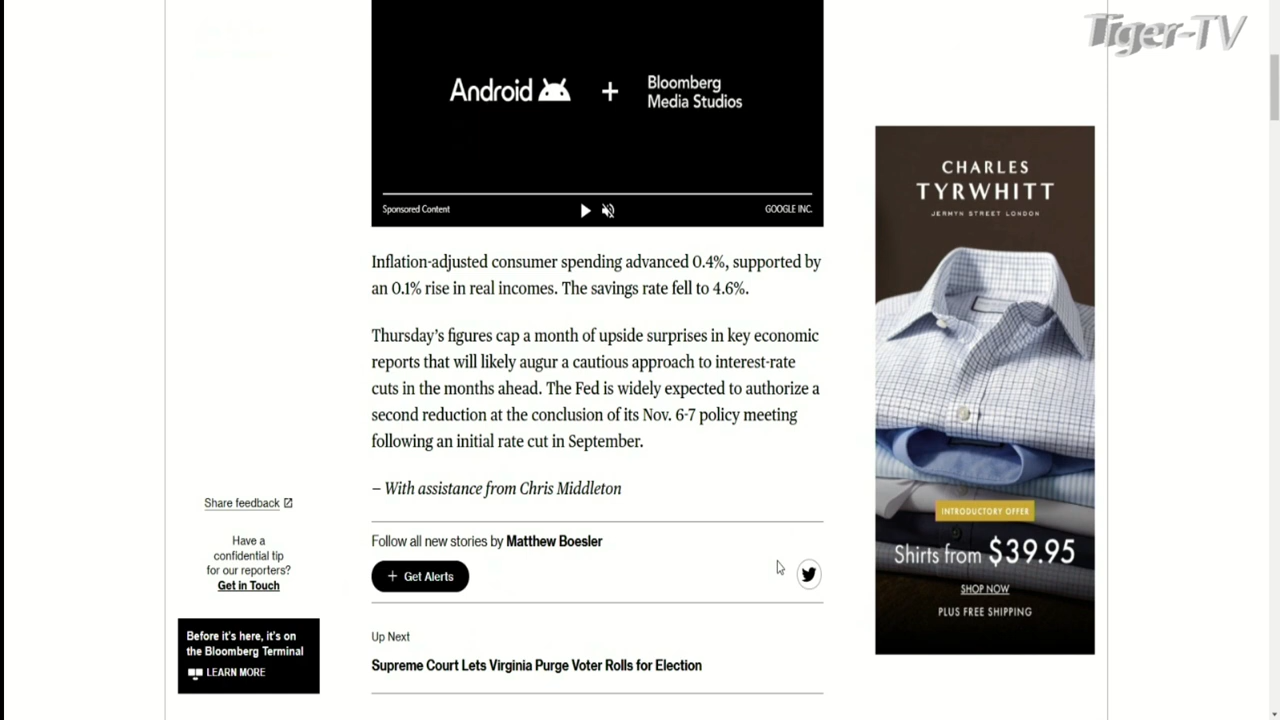 Tiger-TV
Android + Bloomberg
Media Studios
Sponsored Content
GOOGLE INC.
Inflation-adjusted consumer spending advanced 0.4%, supported by
an 0.1% rise in real incomes. The savings rate fell to 4.6%.
Thursday's figures cap a month of upside surprises in key economic
reports that will likely augur a cautious approach to interest-rate
cuts in the months ahead. The Fed is widely expected to authorize a
second reduction at the conclusion of its Nov. 6-7 policy meeting
following an initial rate cut in September.
– With assistance from Chris Middleton
Follow all new stories by Matthew Boesler
+ Get Alerts
Up Next
Supreme Court Lets Virginia Purge Voter Rolls for Election
Share feedback
Have a
confidential tip
for our reporters?
Get in Touch
Before it's here, it's on
the Bloomberg Terminal
LEARN MORE
CHARLES
TYRWHITT
JERMYN STREET LONDON
INTRODUCTORY OFFER
Shirts from $39.95
SHOP NOW
PLUS FREE SHIPPING